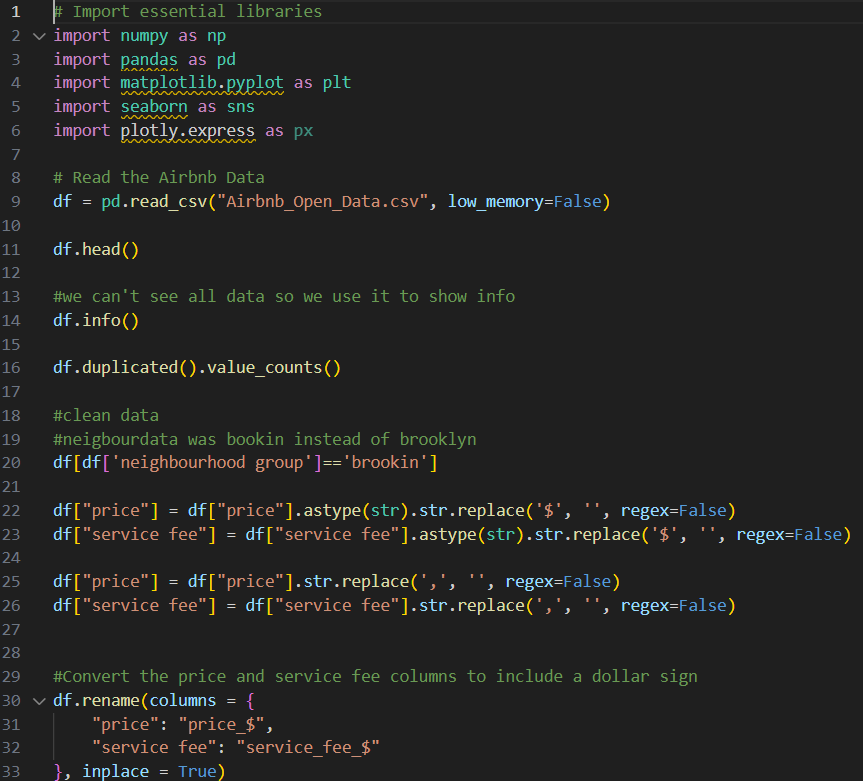 1 # Import essential libraries
2 import numpy as np
3 import pandas as pd
4 import matplotlib.pyplot as plt
5 import seaborn as sns
6 import plotly.express as px
7
8 # Read the Airbnb Data
9 df = pd.read_csv("Airbnb_Open_Data.csv", low_memory=False)
10
11 df.head()
12
13 #we can't see all data so we use it to show info
14 df.info()
15
16 df.duplicated().value_counts()
17
18 #clean data
19 #neigbourdata was bookin instead of brooklyn
20 df[df['neighbourhood group']=='brookin']
21
22 df["price"] = df["price"].astype(str).str.replace('$', '', regex=False)
23 df["service fee"] = df["service fee"].astype(str).str.replace('$', '', regex=False)
24
25 df["price"] = df["price"].str.replace(',', '', regex=False)
26 df["service fee"] = df["service fee"].str.replace(',', '', regex=False)
27
28
29 #Convert the price and service fee columns to include a dollar sign
30 df.rename(columns = {
31     "price": "price_$",
32     "service fee": "service_fee_$"
33 }, inplace = True)